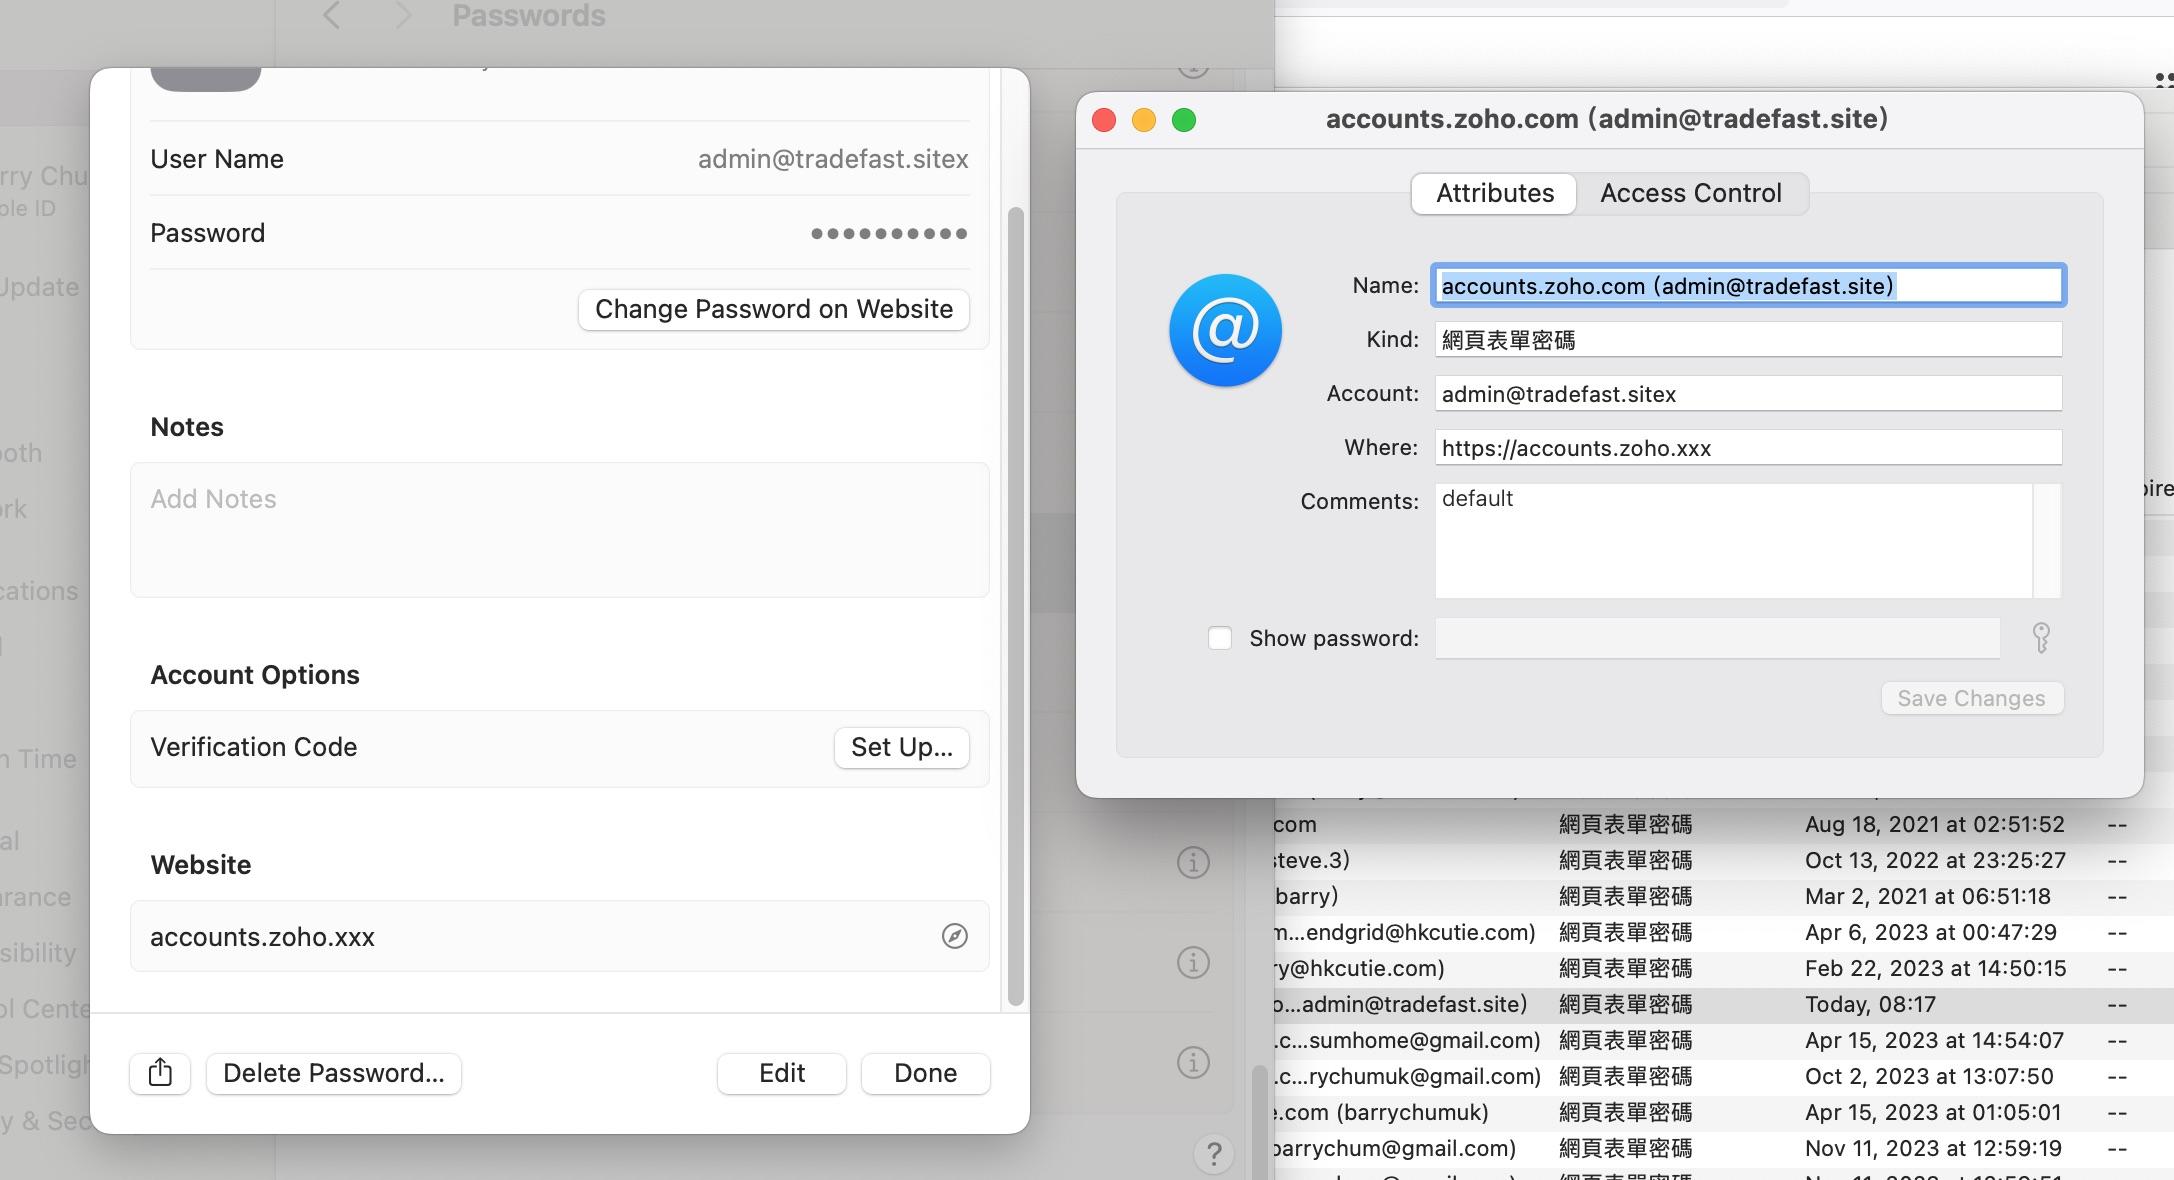 Passwords
rry Chu
ple ID
Update
ooth
ork
cations
n Time
al
arance
sibility
ol Cente
Spotligh
y & Sec
User Name
admin@tradefast.sitex
Password
••••••••••
Change Password on Website
Notes
Add Notes
Account Options
Verification Code
Set Up...
Website
accounts.zoho.xxx
Delete Password...
Edit
Done
?
accounts.zoho.com (admin@tradefast.site)
Attributes
Access Control
Name:
accounts.zoho.com (admin@tradefast.site)
Kind:
網頁表單密碼
Account:
admin@tradefast.sitex
Where:
https://accounts.zoho.xxx
Comments:
default
Show password:
Save Changes
pire
com 網頁表單密碼 Aug 18, 2021 at 02:51:52 --
steve.3) 網頁表單密碼 Oct 13, 2022 at 23:25:27 --
barry) 網頁表單密碼 Mar 2, 2021 at 06:51:18 --
m...endgrid@hkcutie.com) 網頁表單密碼 Apr 6, 2023 at 00:47:29 --
ry@hkcutie.com) 網頁表單密碼 Feb 22, 2023 at 14:50:15 --
o...admin@tradefast.site) 網頁表單密碼 Today, 08:17 --
.c...sumhome@gmail.com) 網頁表單密碼 Apr 15, 2023 at 14:54:07 --
.c...rychumuk@gmail.com) 網頁表單密碼 Oct 2, 2023 at 13:07:50 --
e.com (barrychumuk) 網頁表單密碼 Apr 15, 2023 at 01:05:01 --
barrychum@gmail.com) 網頁表單密碼 Nov 11, 2023 at 12:59:19 --